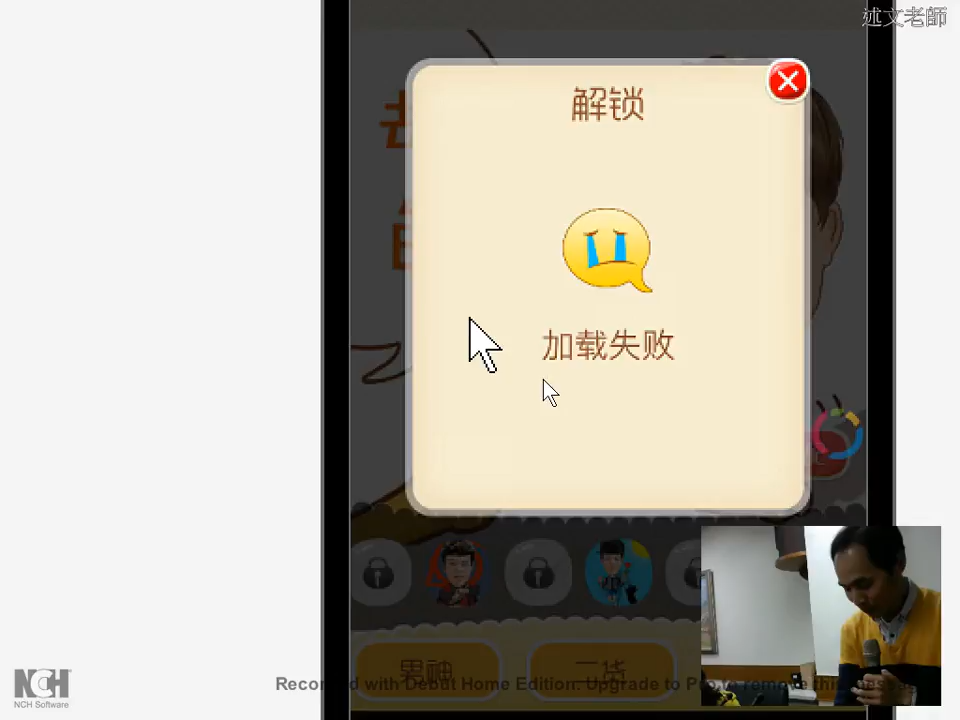 述文老師
解锁
加载失败
男神
二货
Recorded with Debut Home Edition. Upgrade to Pro to remove this message
NCH
NCH Software